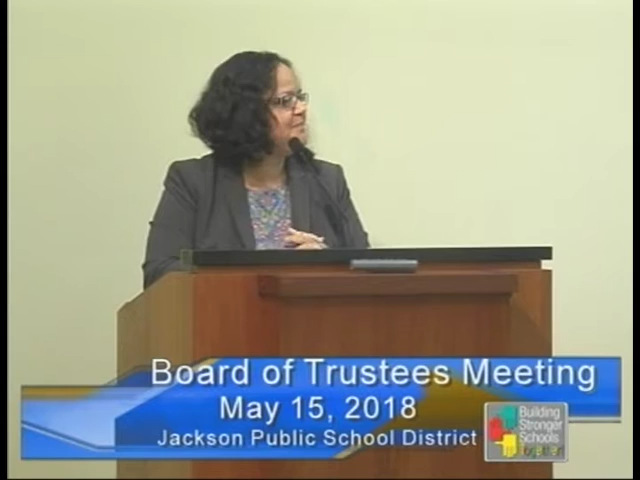 Board of Trustees Meeting
May 15, 2018
Jackson Public School District
Building
Stronger
Schools
Together